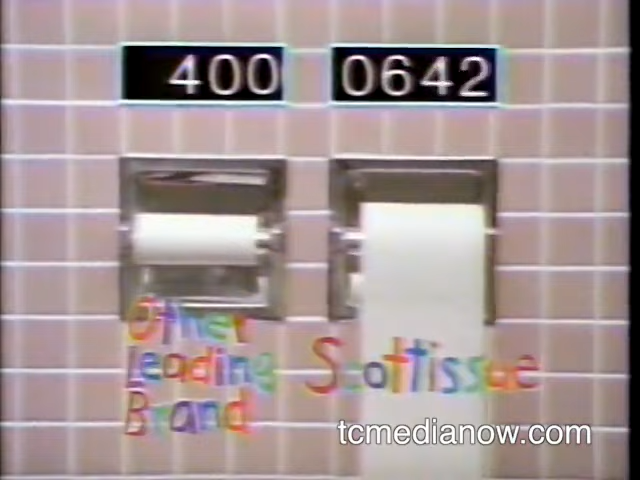 400 0642
Other
Leading
Brand
Scottissue
tcmedianow.com